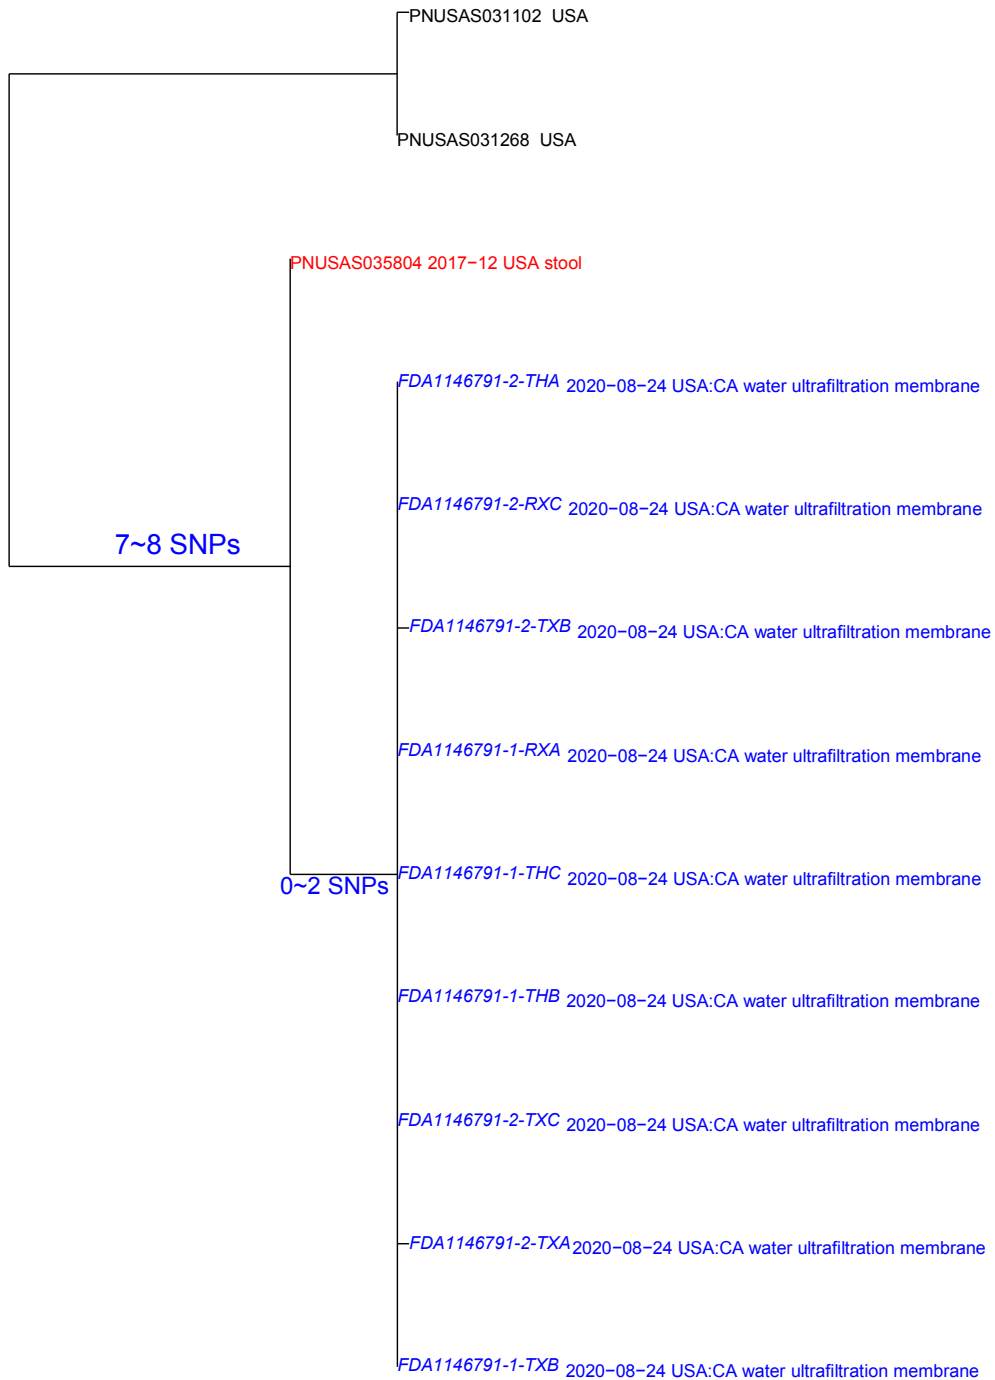 PNUSAS031102 USA
PNUSAS031268 USA
PNUSAS035804 2017−12 USA stool
FDA1146791-2-THA 2020−08−24 USA:CA water ultrafiltration membrane
FDA1146791-2-RXC 2020−08−24 USA:CA water ultrafiltration membrane
7~8 SNPs
FDA1146791-2-TXB 2020−08−24 USA:CA water ultrafiltration membrane
FDA1146791-1-RXA 2020−08−24 USA:CA water ultrafiltration membrane
FDA1146791-1-THC 2020−08−24 USA:CA water ultrafiltration membrane
0~2 SNPs
FDA1146791-1-THB 2020−08−24 USA:CA water ultrafiltration membrane
FDA1146791-2-TXC 2020−08−24 USA:CA water ultrafiltration membrane
FDA1146791-2-TXA 2020−08−24 USA:CA water ultrafiltration membrane
FDA1146791-1-TXB 2020−08−24 USA:CA water ultrafiltration membrane